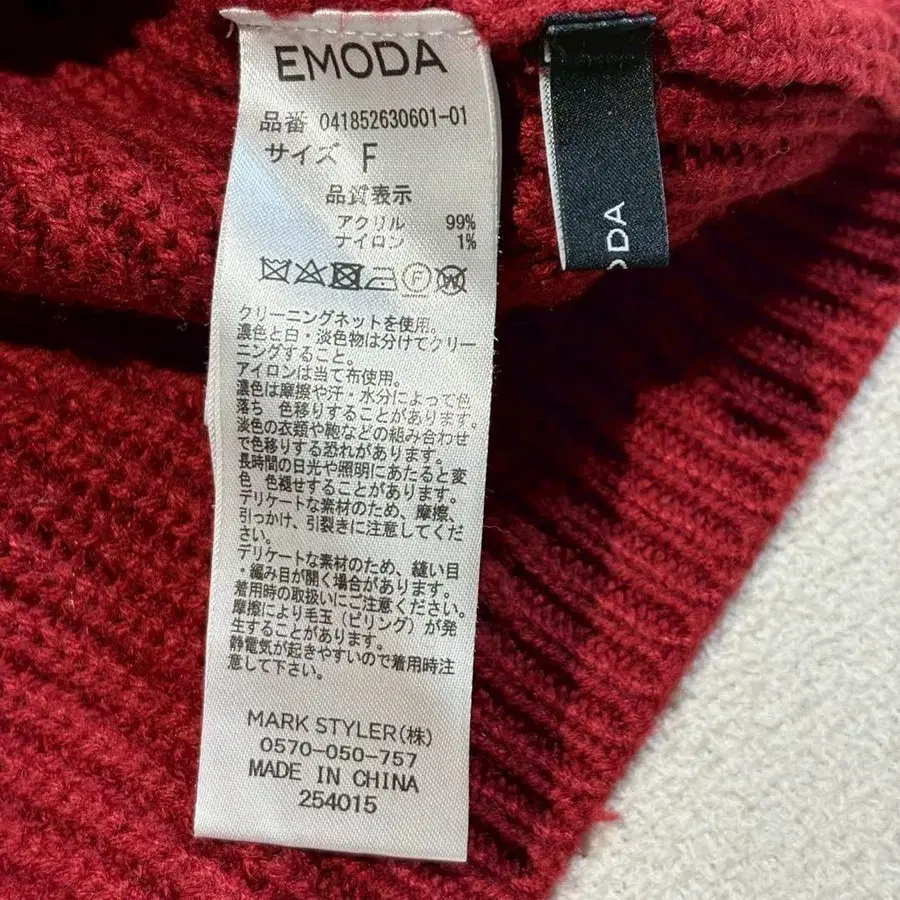 EMODA
品番 041852630601-01
サイズ F
品質表示
アクリル 99%
ナイロン 1%
クリーニングネットを使用。
濃色と白・淡色物は分けてクリー
ニングすること。
アイロンは当て布使用。
濃色は摩擦や汗・水分によって色
落ち 色移りすることがあります。
淡色の衣類や鞄などの組み合わせ
で色移りする恐れがあります。
長時間の日光や照明にあたると変
色 色褪せすることがあります。
デリケートな素材のため、摩擦、
引っかけ、引裂きに注意してくだ
さい。
デリケートな素材のため、縫い目
・編み目が開く場合があります。
着用時の取扱いにご注意ください。
摩擦により毛玉（ピリング）が発
生することがあります。
静電気が起きやすいので着用時注
意して下さい。
MARK STYLER(株)
0570-050-757
MADE IN CHINA
254015
ODA